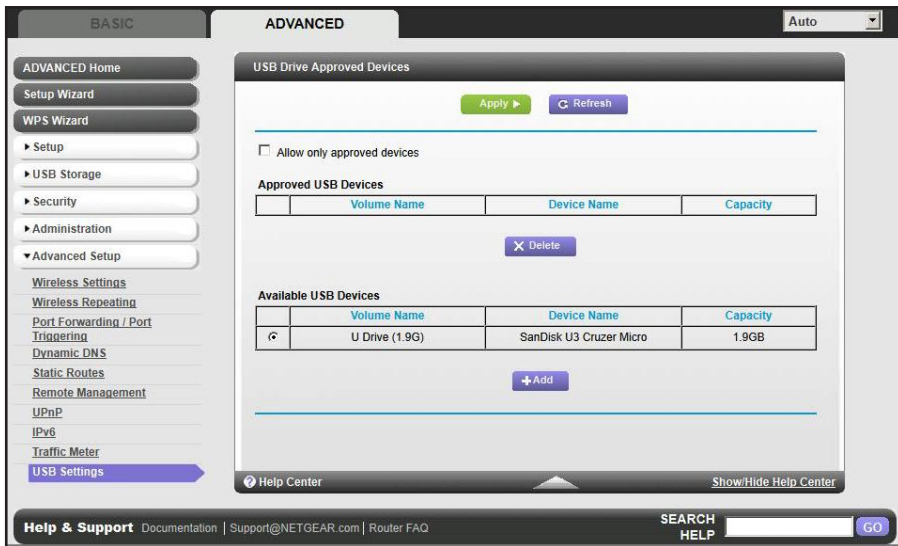 BASIC
ADVANCED
Auto
ADVANCED Home
Setup Wizard
WPS Wizard
Setup
USB Storage
Security
Administration
Advanced Setup
Wireless Settings
Wireless Repeating
Port Forwarding / Port
Triggering
Dynamic DNS
Static Routes
Remote Management
UPnP
IPv6
Traffic Meter
USB Settings
USB Drive Approved Devices
Apply
Refresh
Allow only approved devices
Approved USB Devices
Volume Name Device Name Capacity
Delete
Available USB Devices
Volume Name Device Name Capacity
U Drive (1.9G) SanDisk U3 Cruzer Micro 1.9GB
Add
Help Center
Show/Hide Help Center
Help & Support Documentation | Support@NETGEAR.com | Router FAQ
SEARCH
HELP
GO